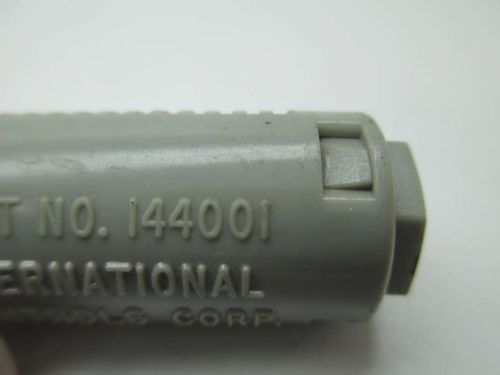 T NO. 144001
ERNATIONAL
CORP.